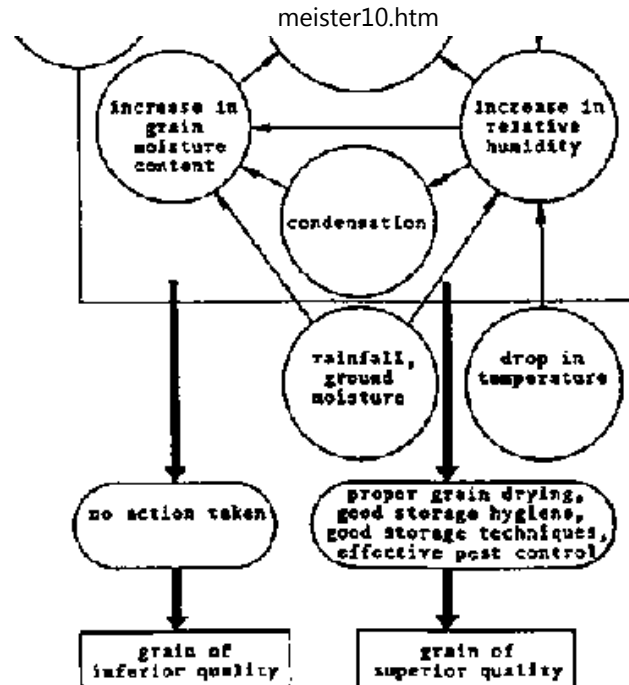 meister10.htm
increase in
grain
moisture
content
increase in
relative
humidity
condensation
rainfall,
ground
moisture
drop in
temperature
no action taken
proper grain drying,
good storage hygiene,
good storage techniques,
effective pest control
grain of
inferior quality
grain of
superior quality